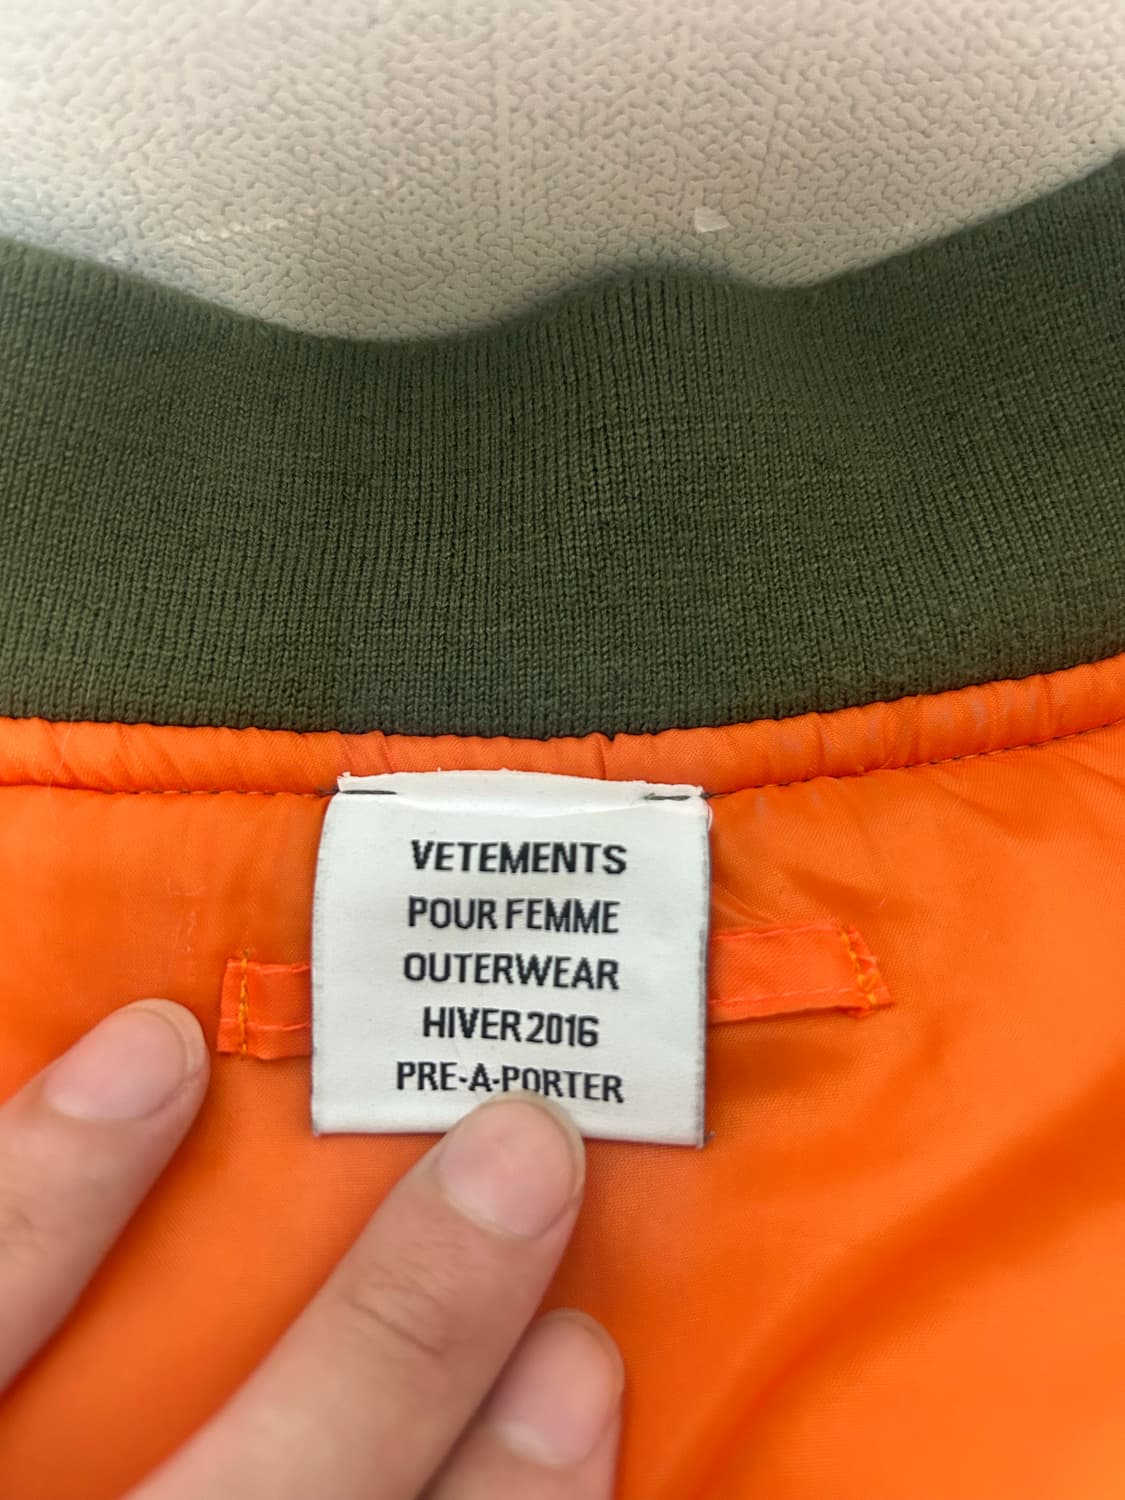 VETEMENTS
POUR FEMME
OUTERWEAR
HIVER 2016
PRE-A-PORTER